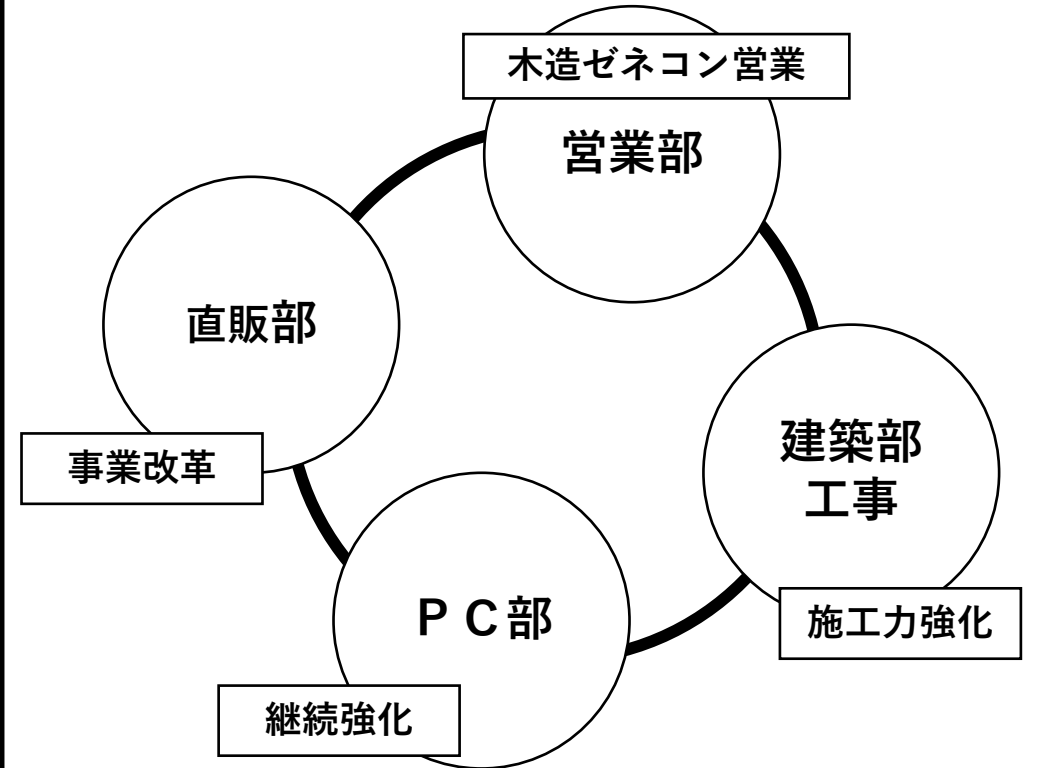 木造ゼネコン営業
営業部
直販部
事業改革
建築部
工事
施工力強化
ＰＣ部
継続強化